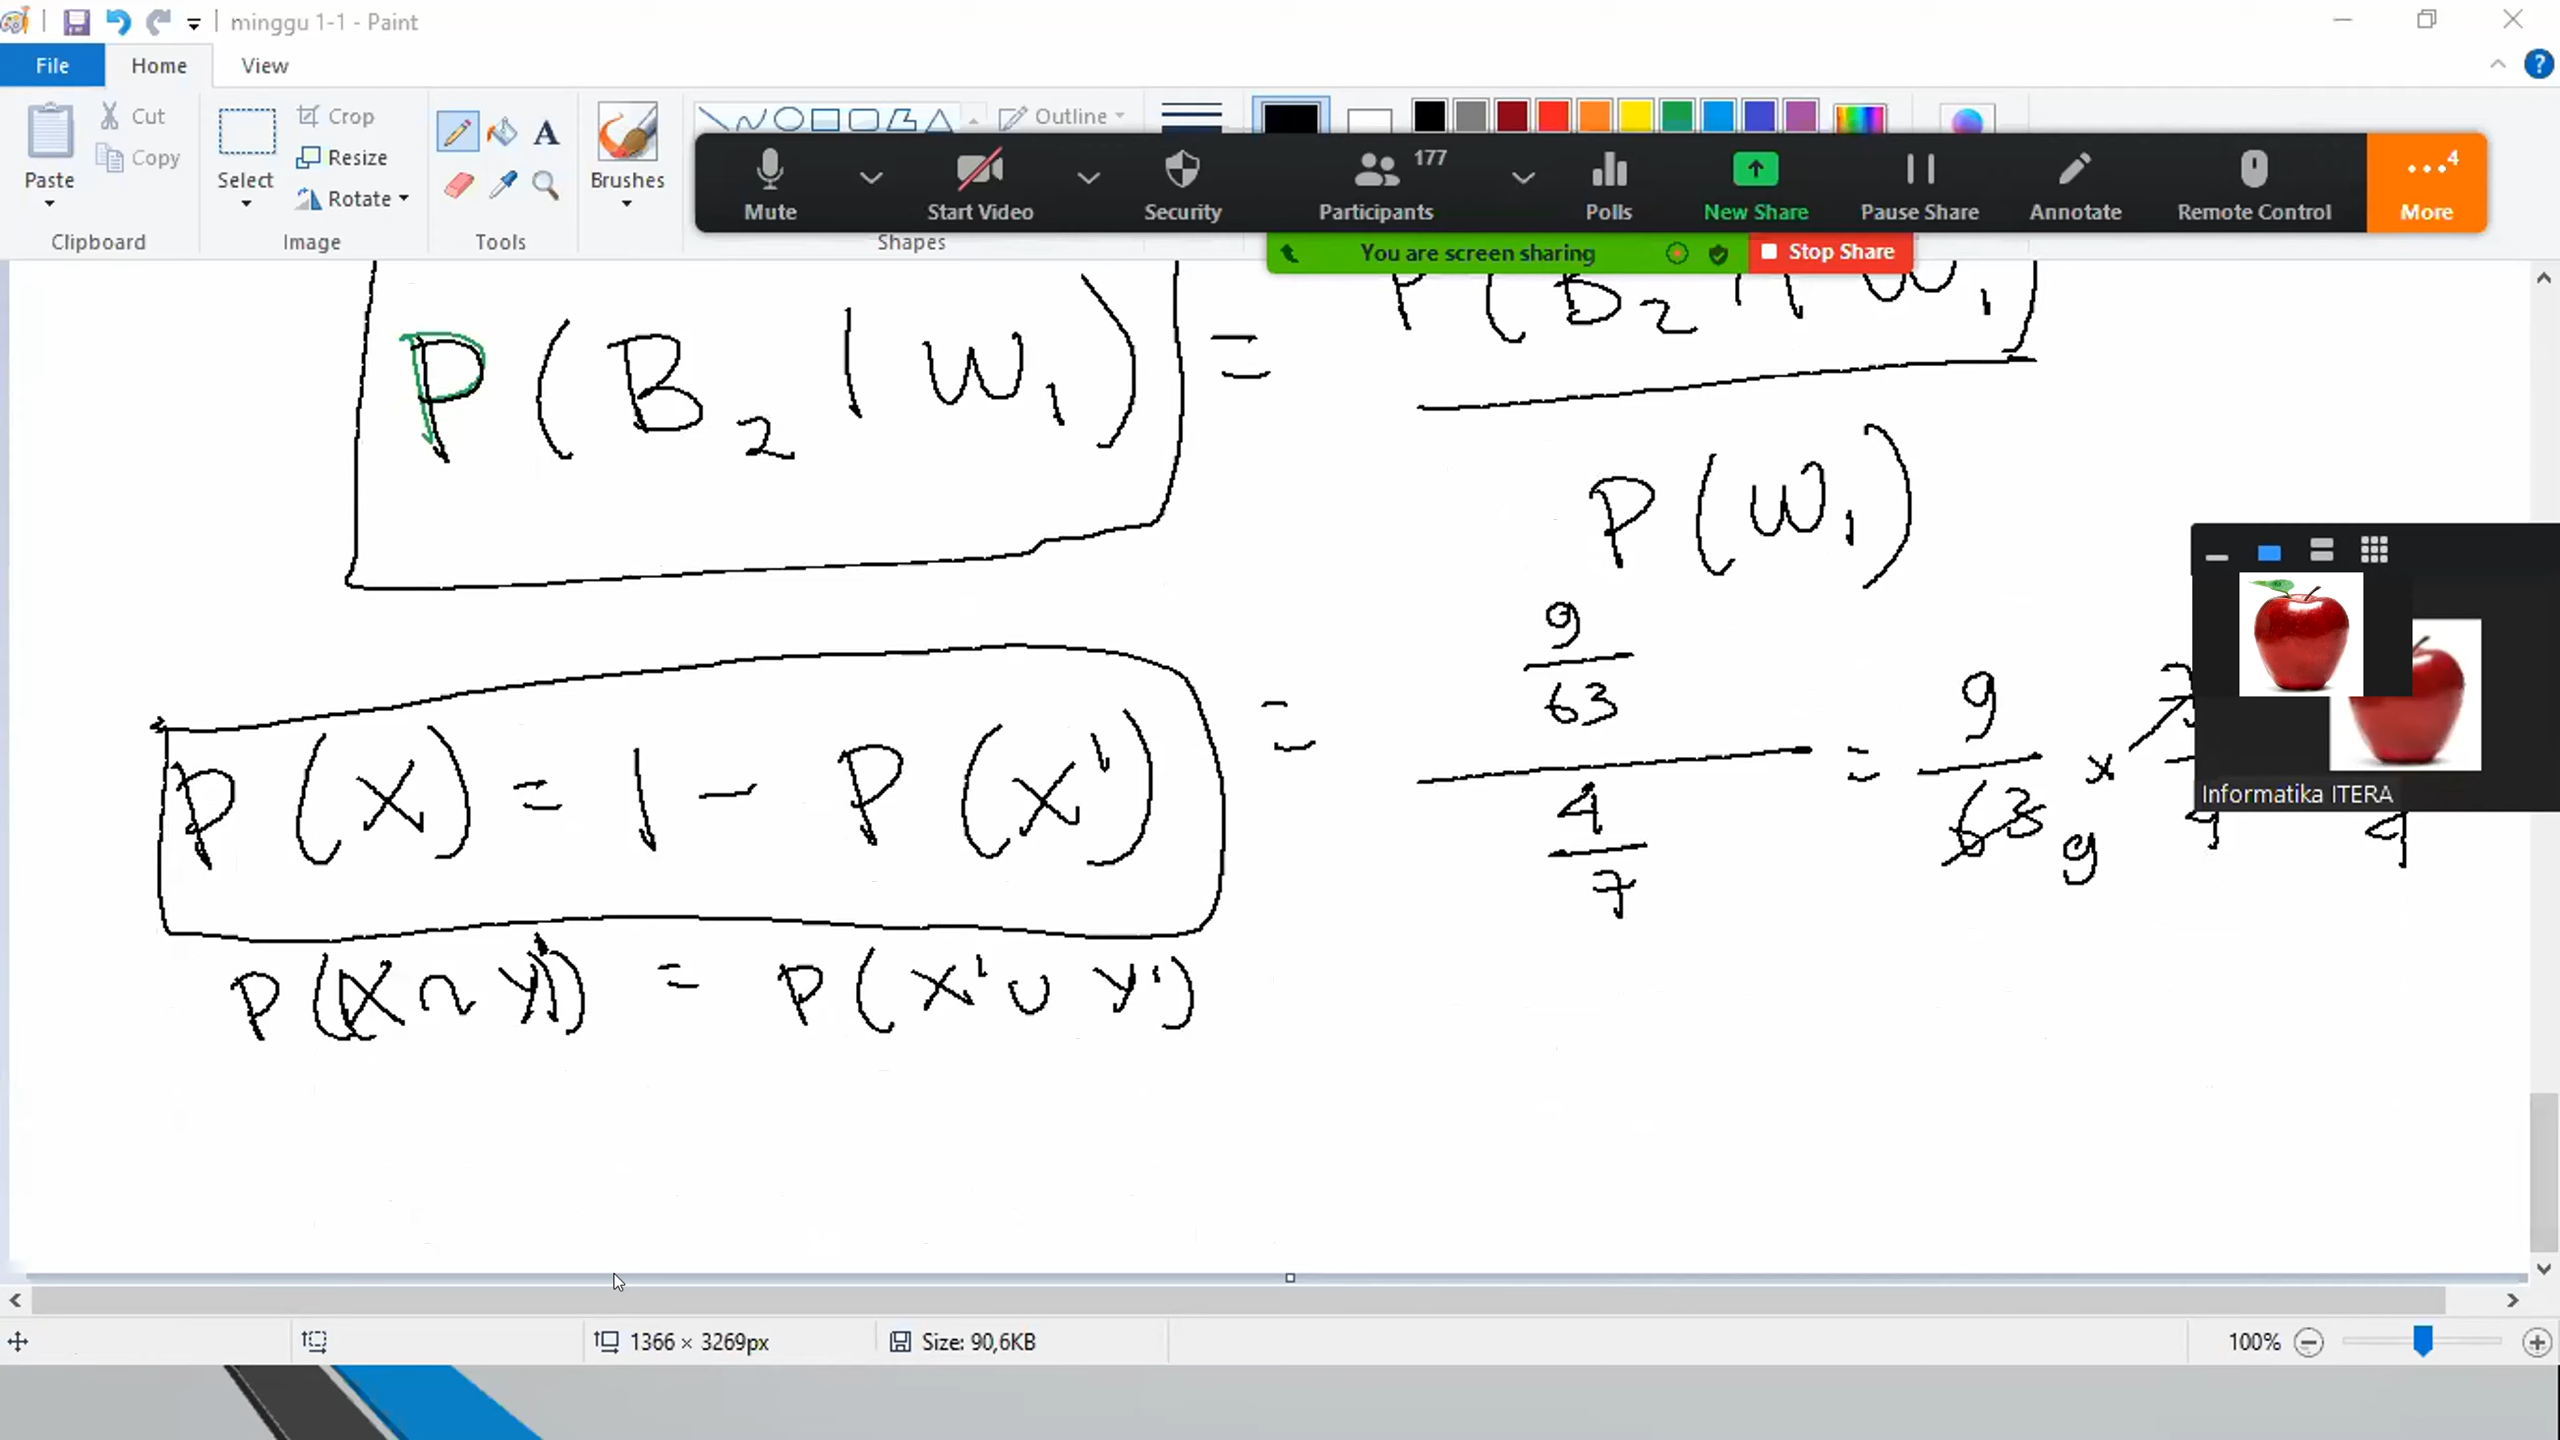 minggu 1-1 - Paint
File Home View
Paste Cut Copy Clipboard
Select Crop Resize Rotate Image
A Tools
Brushes
Outline Shapes
Mute Start Video Security Participants 177 Polls New Share Pause Share Annotate Remote Control 4 More
You are screen sharing Stop Share
P(B2 | W1) = P(B2 ∩ W1)
P(W1)
P(X) = 1 - P(X')
= 9/63
4/7
= 9/63 ×
9
4
Informatika ITERA
P((X ∩ Y)') = P(X' ∪ Y')
1366 × 3269px Size: 90,6KB 100%